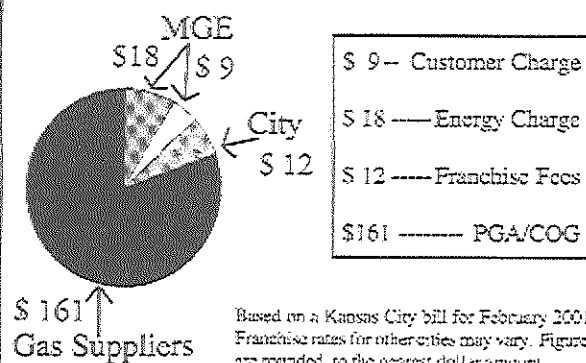 MGE
$18 $ 9
City
$ 12
$ 161
Gas Suppliers
$ 9-- Customer Charge
$ 18 ----Energy Charge
$ 12 -----Franchise Fees
$161 -------- PGA/COG
Based on a Kansas City bill for February 2001
Franchise rates for other cities may vary. Figur
are rounded to the nearest dollar amount.